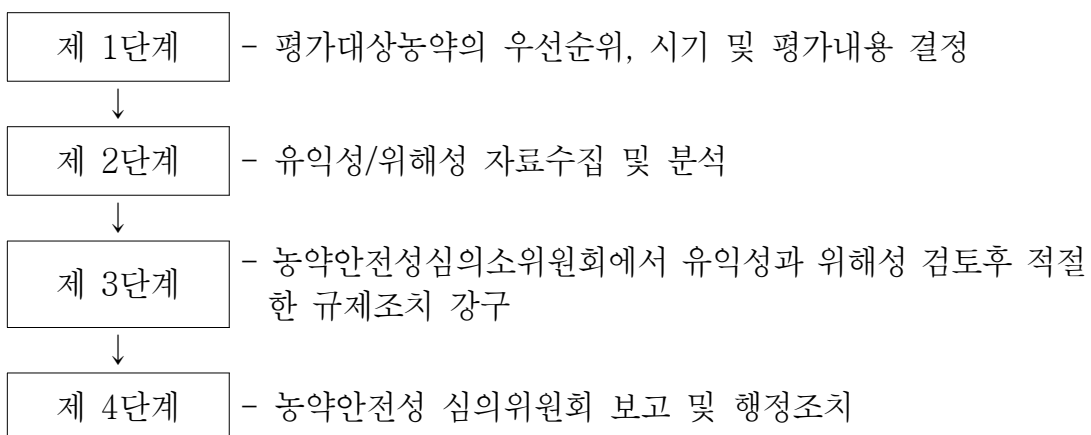 제 1단계 - 평가대상농약의 우선순위, 시기 및 평가내용 결정
↓
제 2단계 - 유익성/위해성 자료수집 및 분석
↓
제 3단계 - 농약안전성심의소위원회에서 유익성과 위해성 검토후 적절
한 규제조치 강구
↓
제 4단계 - 농약안전성 심의위원회 보고 및 행정조치